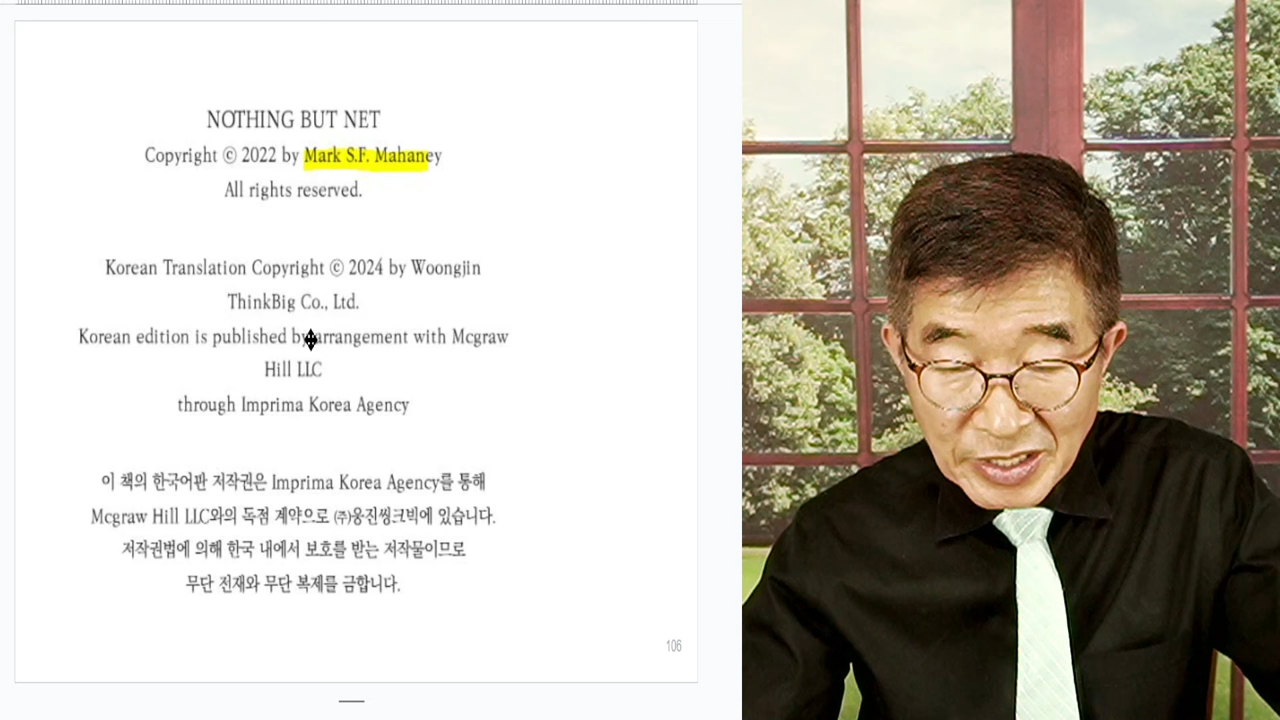 NOTHING BUT NET
Copyright © 2022 by Mark S.F. Mahaney
All rights reserved.
Korean Translation Copyright © 2024 by Woongjin
ThinkBig Co., Ltd.
Korean edition is published by arrangement with Mcgraw
Hill LLC
through Imprima Korea Agency
이 책의 한국어판 저작권은 Imprima Korea Agency를 통해
Mcgraw Hill LLC와의 독점 계약으로 ㈜웅진씽크빅에 있습니다.
저작권법에 의해 한국 내에서 보호를 받는 저작물이므로
무단 전재와 무단 복제를 금합니다.
106